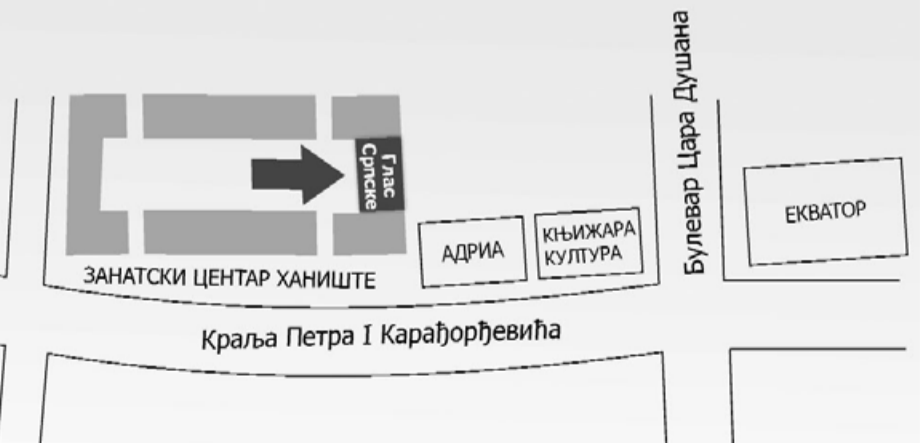 Булевар Цара Душана
Глас
Српске
ЕКВАТОР
АДРИА
КЊИЖАРА
КУЛТУРА
ЗАНАТСКИ ЦЕНТАР ХАНИШТЕ
Краља Петра I Карађорђевића